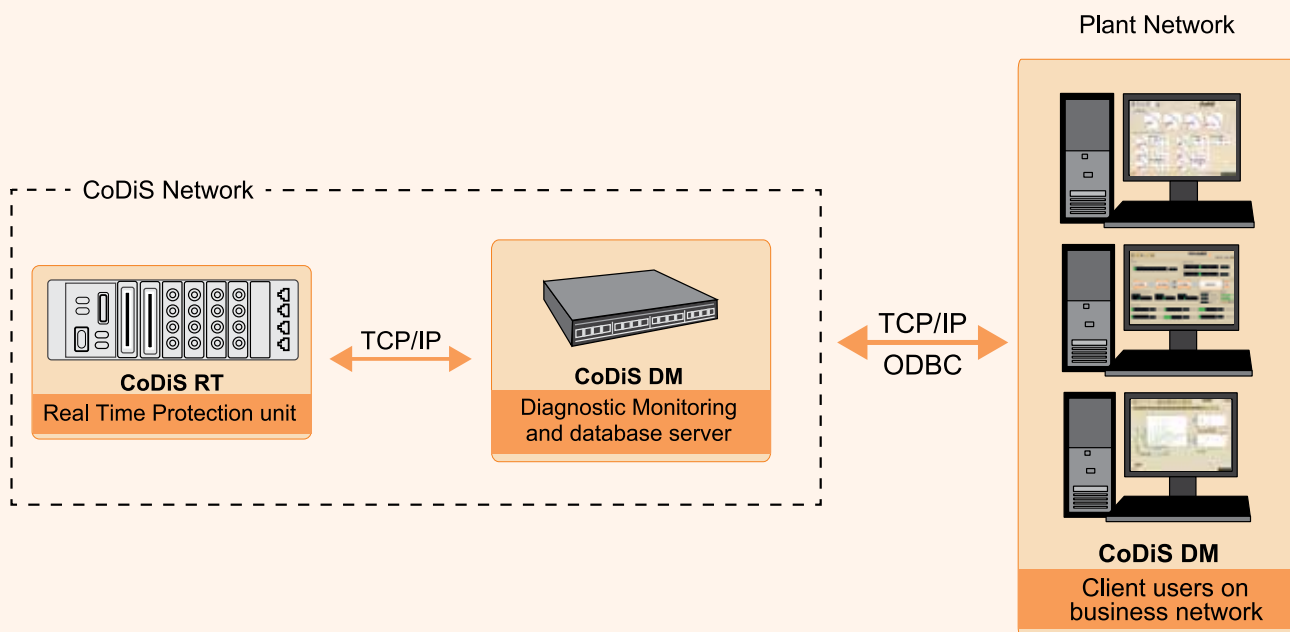 Plant Network
CoDiS Network
TCP/IP
CoDiS RT
Real Time Protection unit
CoDiS DM
Diagnostic Monitoring
and database server
TCP/IP
ODBC
CoDiS DM
Client users on
business network